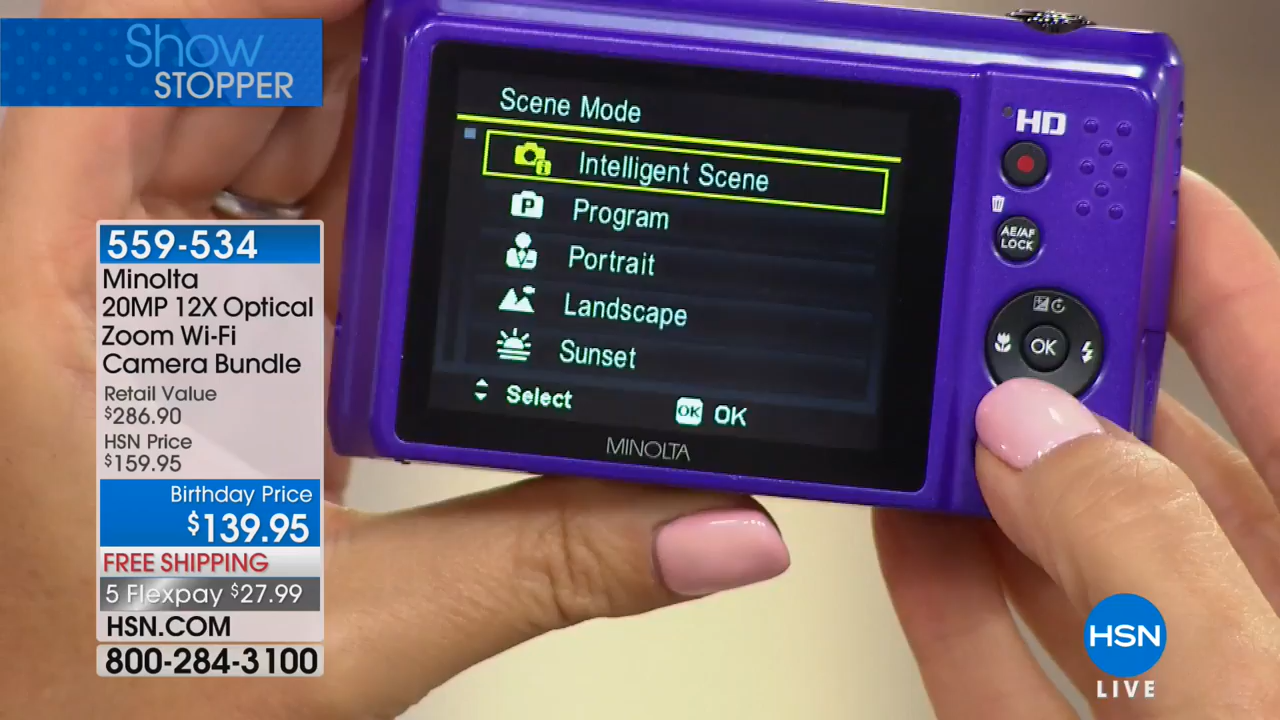 Show
STOPPER
559-534
Minolta
20MP 12X Optical
Zoom Wi-Fi
Camera Bundle
Retail Value
$286.90
HSN Price
$159.95
Birthday Price
$139.95
FREE SHIPPING
5 Flexpay $27.99
HSN.COM
800-284-3100
Scene Mode
Intelligent Scene
P Program
Portrait
Landscape
Sunset
Select
OK OK
MINOLTA
HD
AE/AF
LOCK
OK
HSN
LIVE